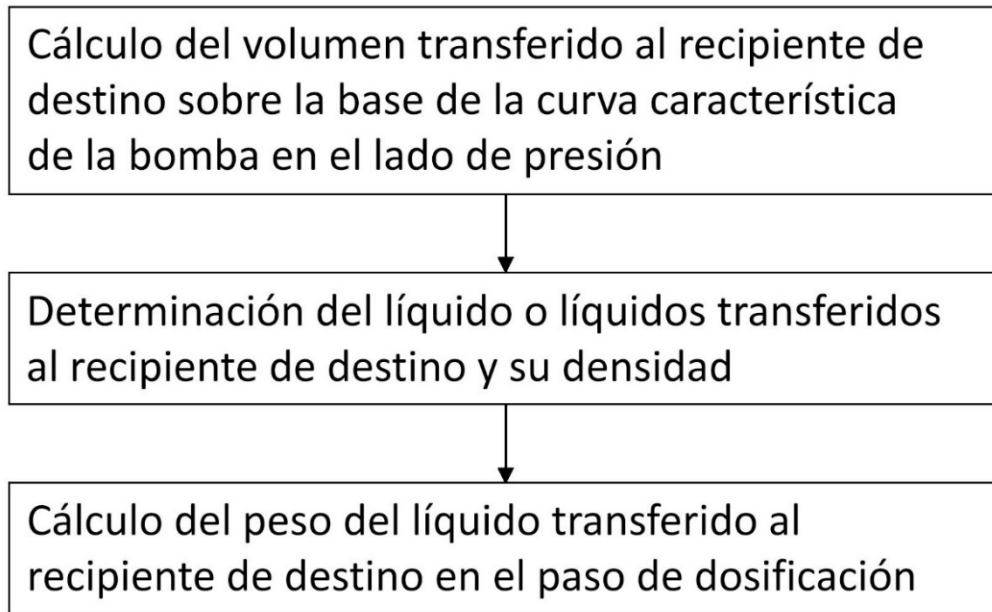 Cálculo del volumen transferido al recipiente de
destino sobre la base de la curva característica
de la bomba en el lado de presión
Determinación del líquido o líquidos transferidos
al recipiente de destino y su densidad
Cálculo del peso del líquido transferido al
recipiente de destino en el paso de dosificación